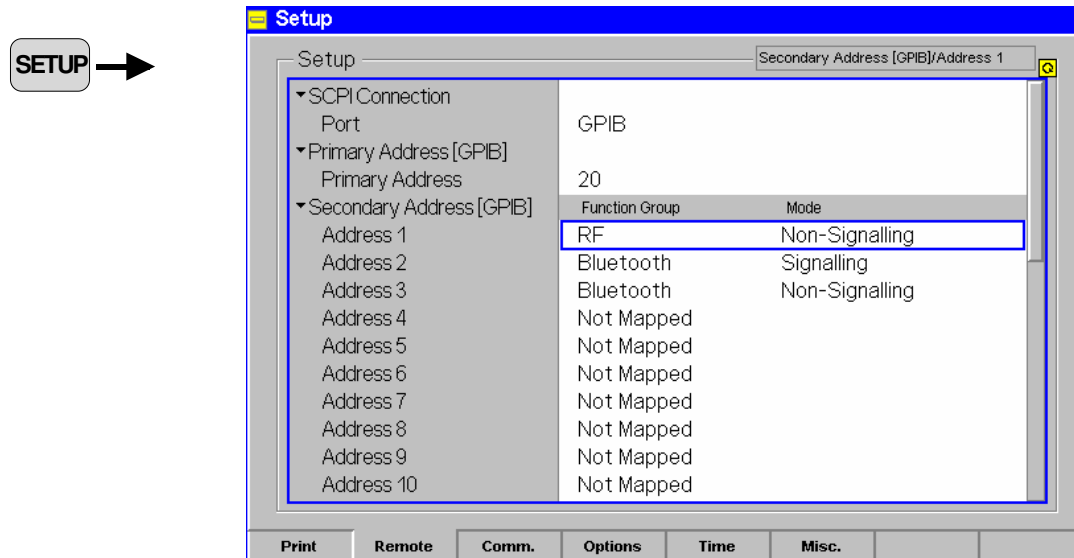 SETUP
Setup
Setup
Secondary Address [GPIB]/Address 1
SCPI Connection
Port GPIB
Primary Address [GPIB]
Primary Address 20
Secondary Address [GPIB] Function Group Mode
Address 1 RF Non-Signalling
Address 2 Bluetooth Signalling
Address 3 Bluetooth Non-Signalling
Address 4 Not Mapped
Address 5 Not Mapped
Address 6 Not Mapped
Address 7 Not Mapped
Address 8 Not Mapped
Address 9 Not Mapped
Address 10 Not Mapped
Print Remote Comm. Options Time Misc.